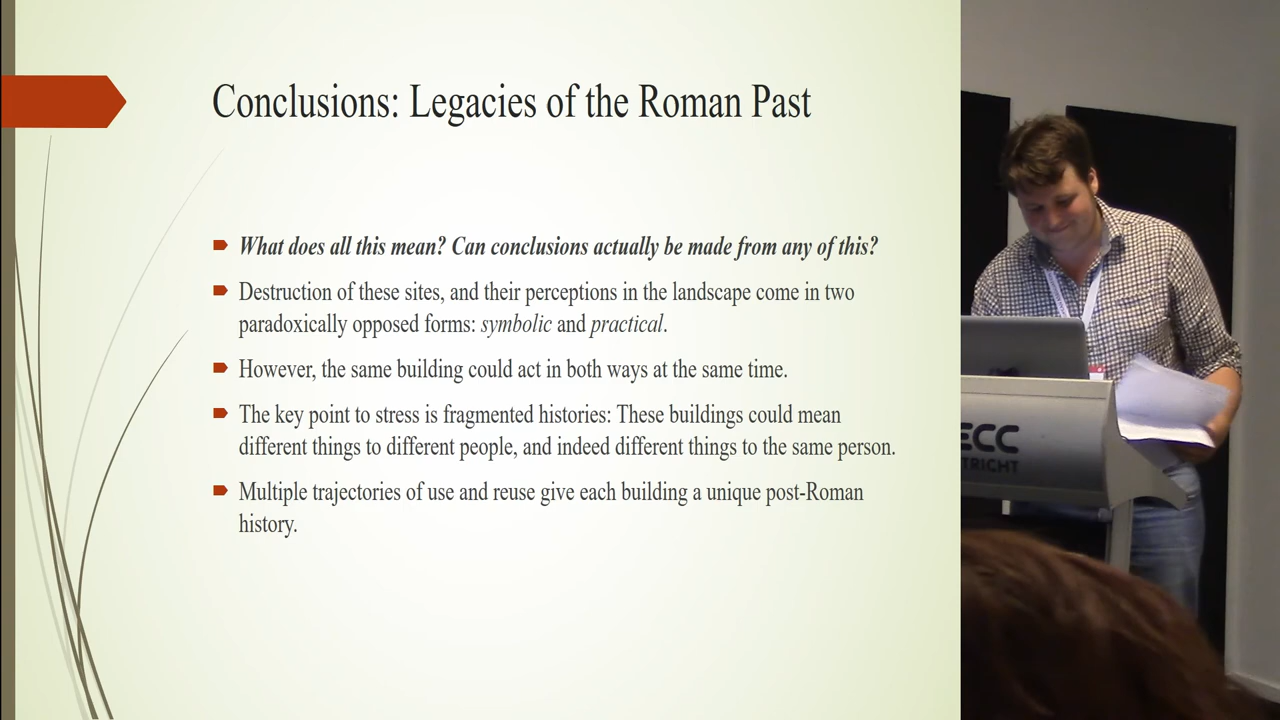 Conclusions: Legacies of the Roman Past
What does all this mean? Can conclusions actually be made from any of this?
Destruction of these sites, and their perceptions in the landscape come in two
paradoxically opposed forms: symbolic and practical.
However, the same building could act in both ways at the same time.
The key point to stress is fragmented histories: These buildings could mean
different things to different people, and indeed different things to the same person.
Multiple trajectories of use and reuse give each building a unique post-Roman
history.
ECC
TRICHT